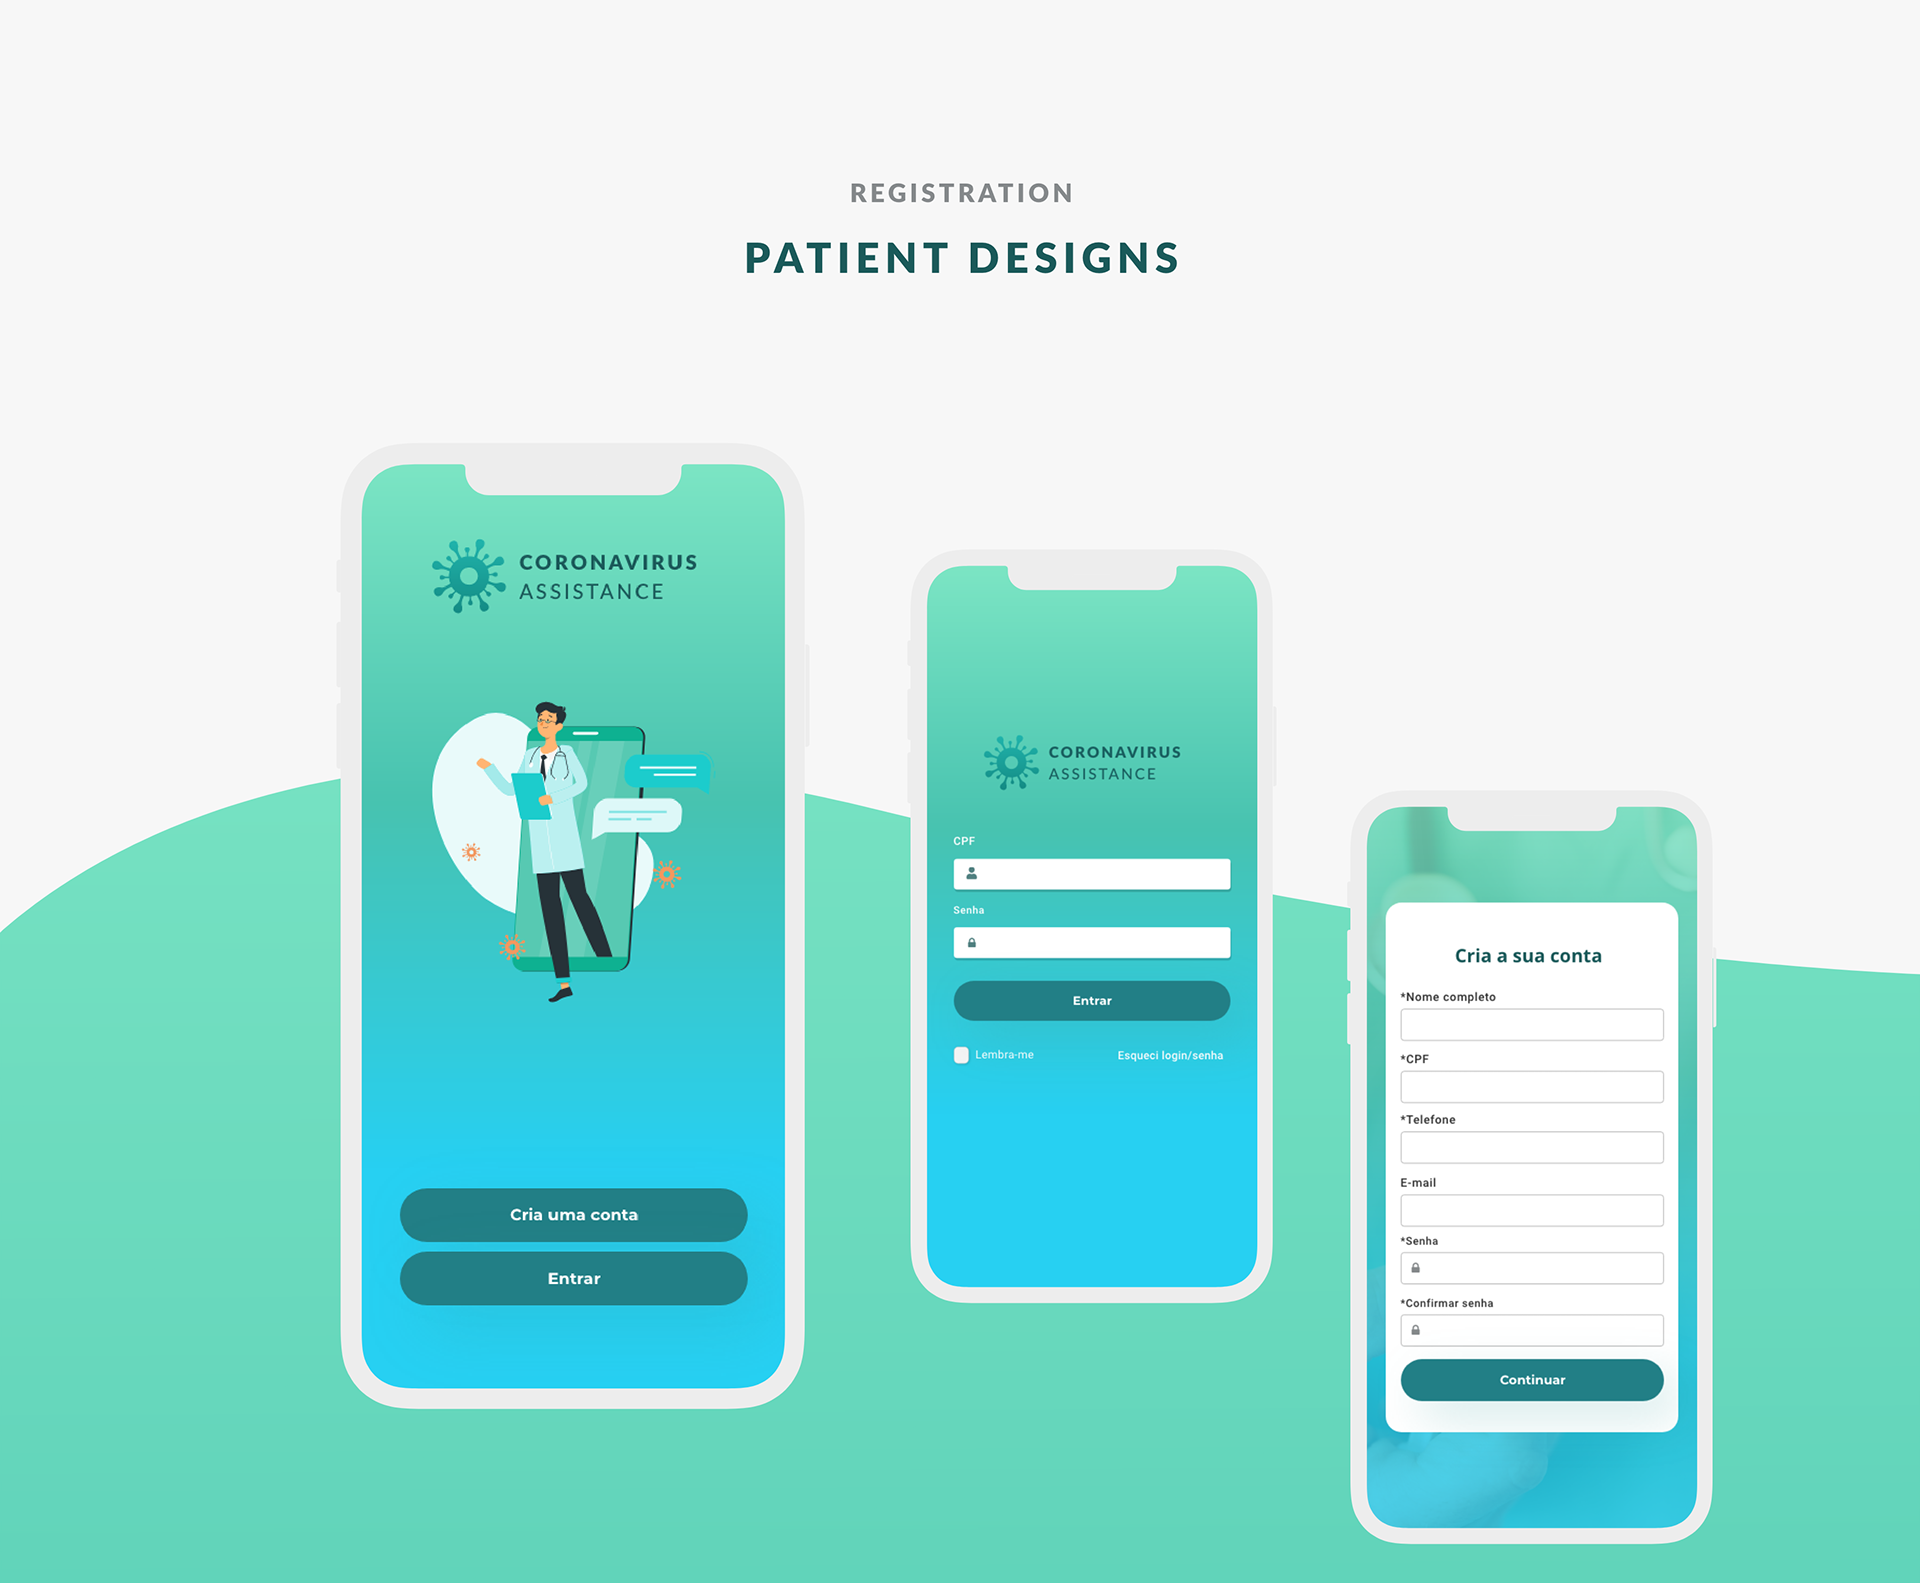 REGISTRATION
PATIENT DESIGNS
CORONAVIRUS
ASSISTANCE
Cria uma conta
Entrar
CORONAVIRUS
ASSISTANCE
CPF
Senha
Entrar
Lembra-me
Esqueci login/senha
Cria a sua conta
*Nome completo
*CPF
*Telefone
E-mail
*Senha
*Confirmar senha
Continuar